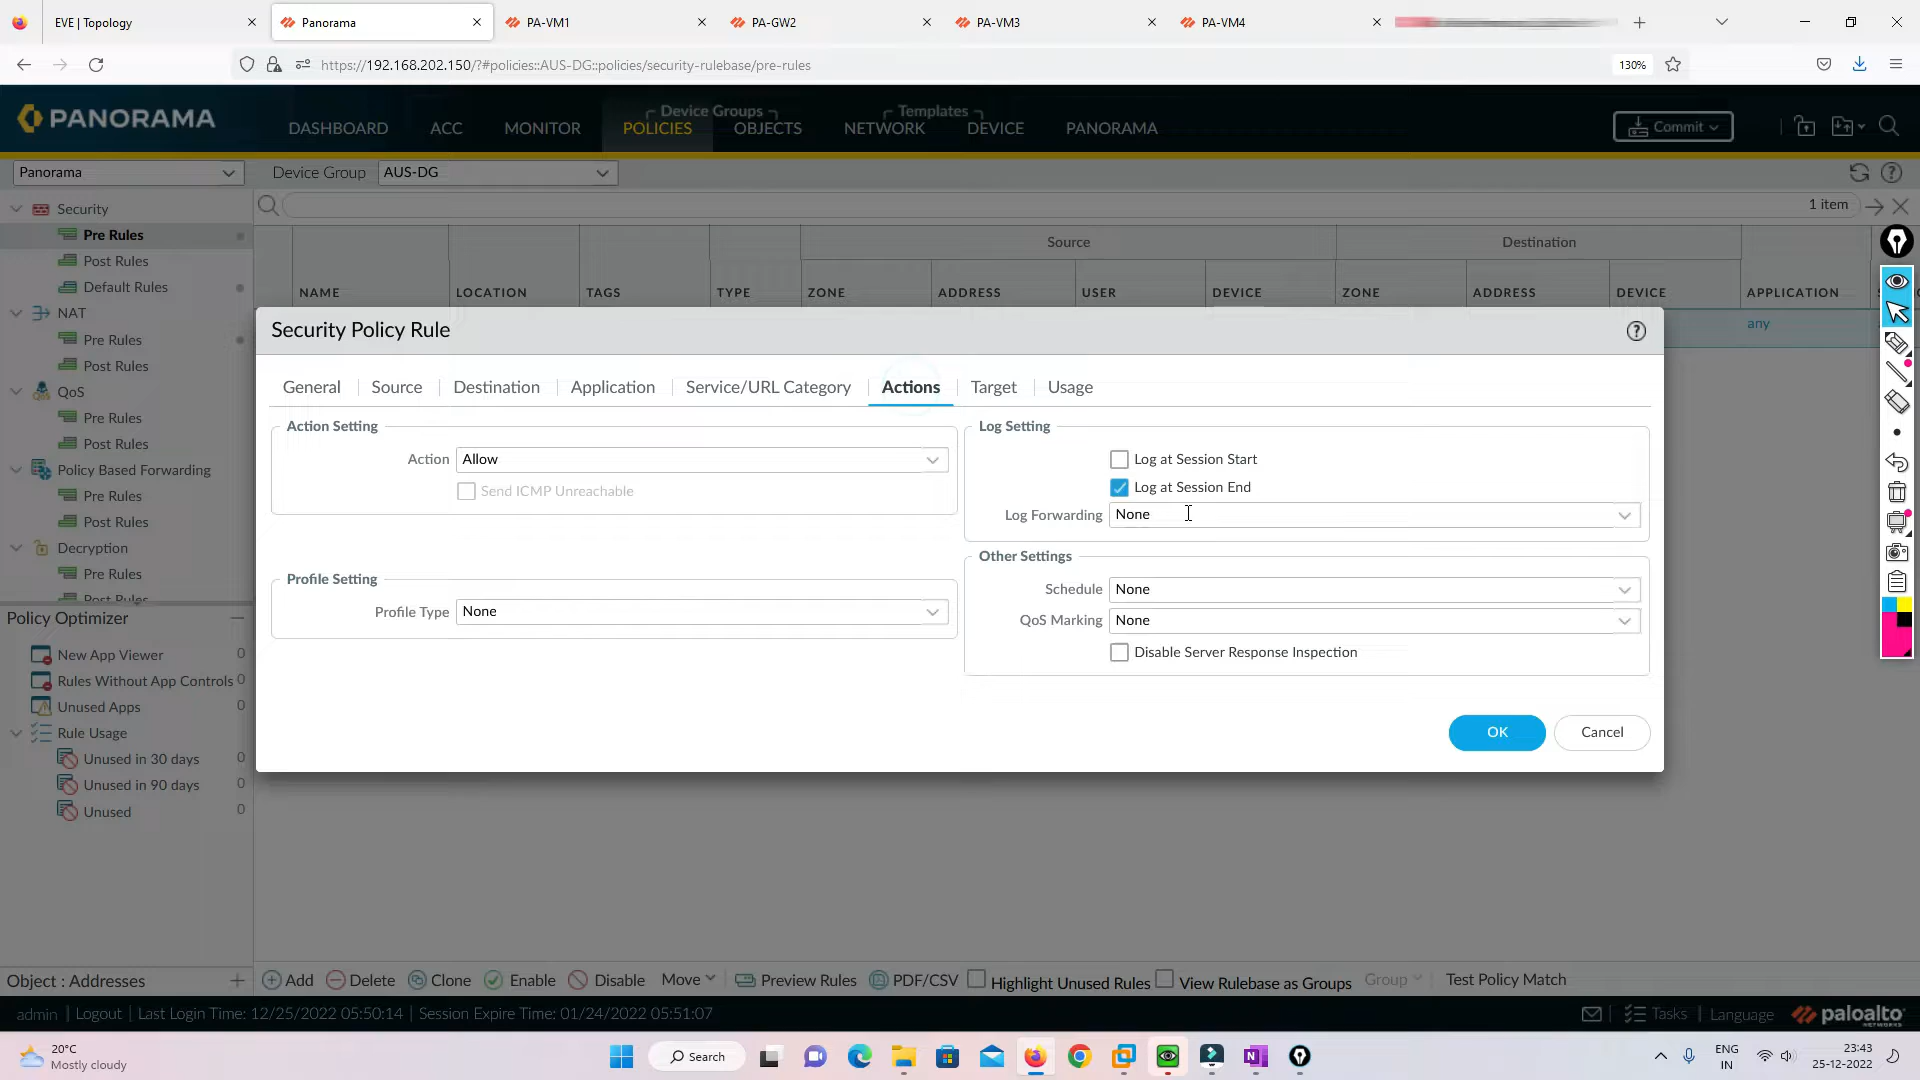 EVE | Topology
Panorama
PA-VM1
PA-GW2
PA-VM3
PA-VM4
https://192.168.202.150/?#policies::AUS-DG::policies/security-rulebase/pre-rules
130%
PANORAMA
Device Groups
Templates
DASHBOARD
ACC
MONITOR
POLICIES
OBJECTS
NETWORK
DEVICE
PANORAMA
Commit
Panorama
Device Group
AUS-DG
Security
Pre Rules
Post Rules
Default Rules
NAT
Pre Rules
Post Rules
QoS
Pre Rules
Post Rules
Policy Based Forwarding
Pre Rules
Post Rules
Decryption
Pre Rules
Post Rules
1 item
Source
Destination
NAME
LOCATION
TAGS
TYPE
ZONE
ADDRESS
USER
DEVICE
ZONE
ADDRESS
DEVICE
APPLICATION
any
Security Policy Rule
General
Source
Destination
Application
Service/URL Category
Actions
Target
Usage
Action Setting
Action
Allow
Send ICMP Unreachable
Profile Setting
Profile Type
None
Log Setting
Log at Session Start
Log at Session End
Log Forwarding
None
Other Settings
Schedule
None
QoS Marking
None
Disable Server Response Inspection
OK
Cancel
Policy Optimizer
New App Viewer 0
Rules Without App Controls 0
Unused Apps 0
Rule Usage
Unused in 30 days 0
Unused in 90 days 0
Unused 0
Object : Addresses
Add
Delete
Clone
Enable
Disable
Move
Preview Rules
PDF/CSV
Highlight Unused Rules
View Rulebase as Groups
Group
Test Policy Match
admin | Logout | Last Login Time: 12/25/2022 05:50:14 | Session Expire Time: 01/24/2022 05:51:07
Tasks | Language
paloalto
NETWORKS
20°C
Mostly cloudy
Search
ENG
IN
23:43
25-12-2022